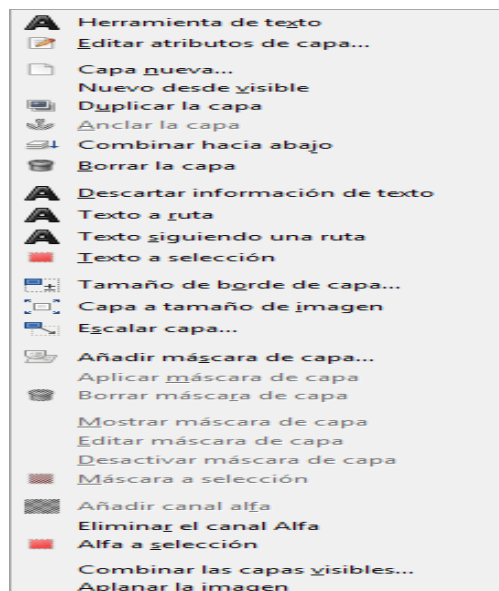 Herramienta de texto
Editar atributos de capa...
Capa nueva...
Nuevo desde visible
Duplicar la capa
Anclar la capa
Combinar hacia abajo
Borrar la capa
Descartar información de texto
Texto a ruta
Texto siguiendo una ruta
Texto a selección
Tamaño de borde de capa...
Capa a tamaño de imagen
Escalar capa...
Añadir máscara de capa...
Aplicar máscara de capa
Borrar máscara de capa
Mostrar máscara de capa
Editar máscara de capa
Desactivar máscara de capa
Máscara a selección
Añadir canal alfa
Eliminar el canal Alfa
Alfa a selección
Combinar las capas visibles...
Aplanar la imagen